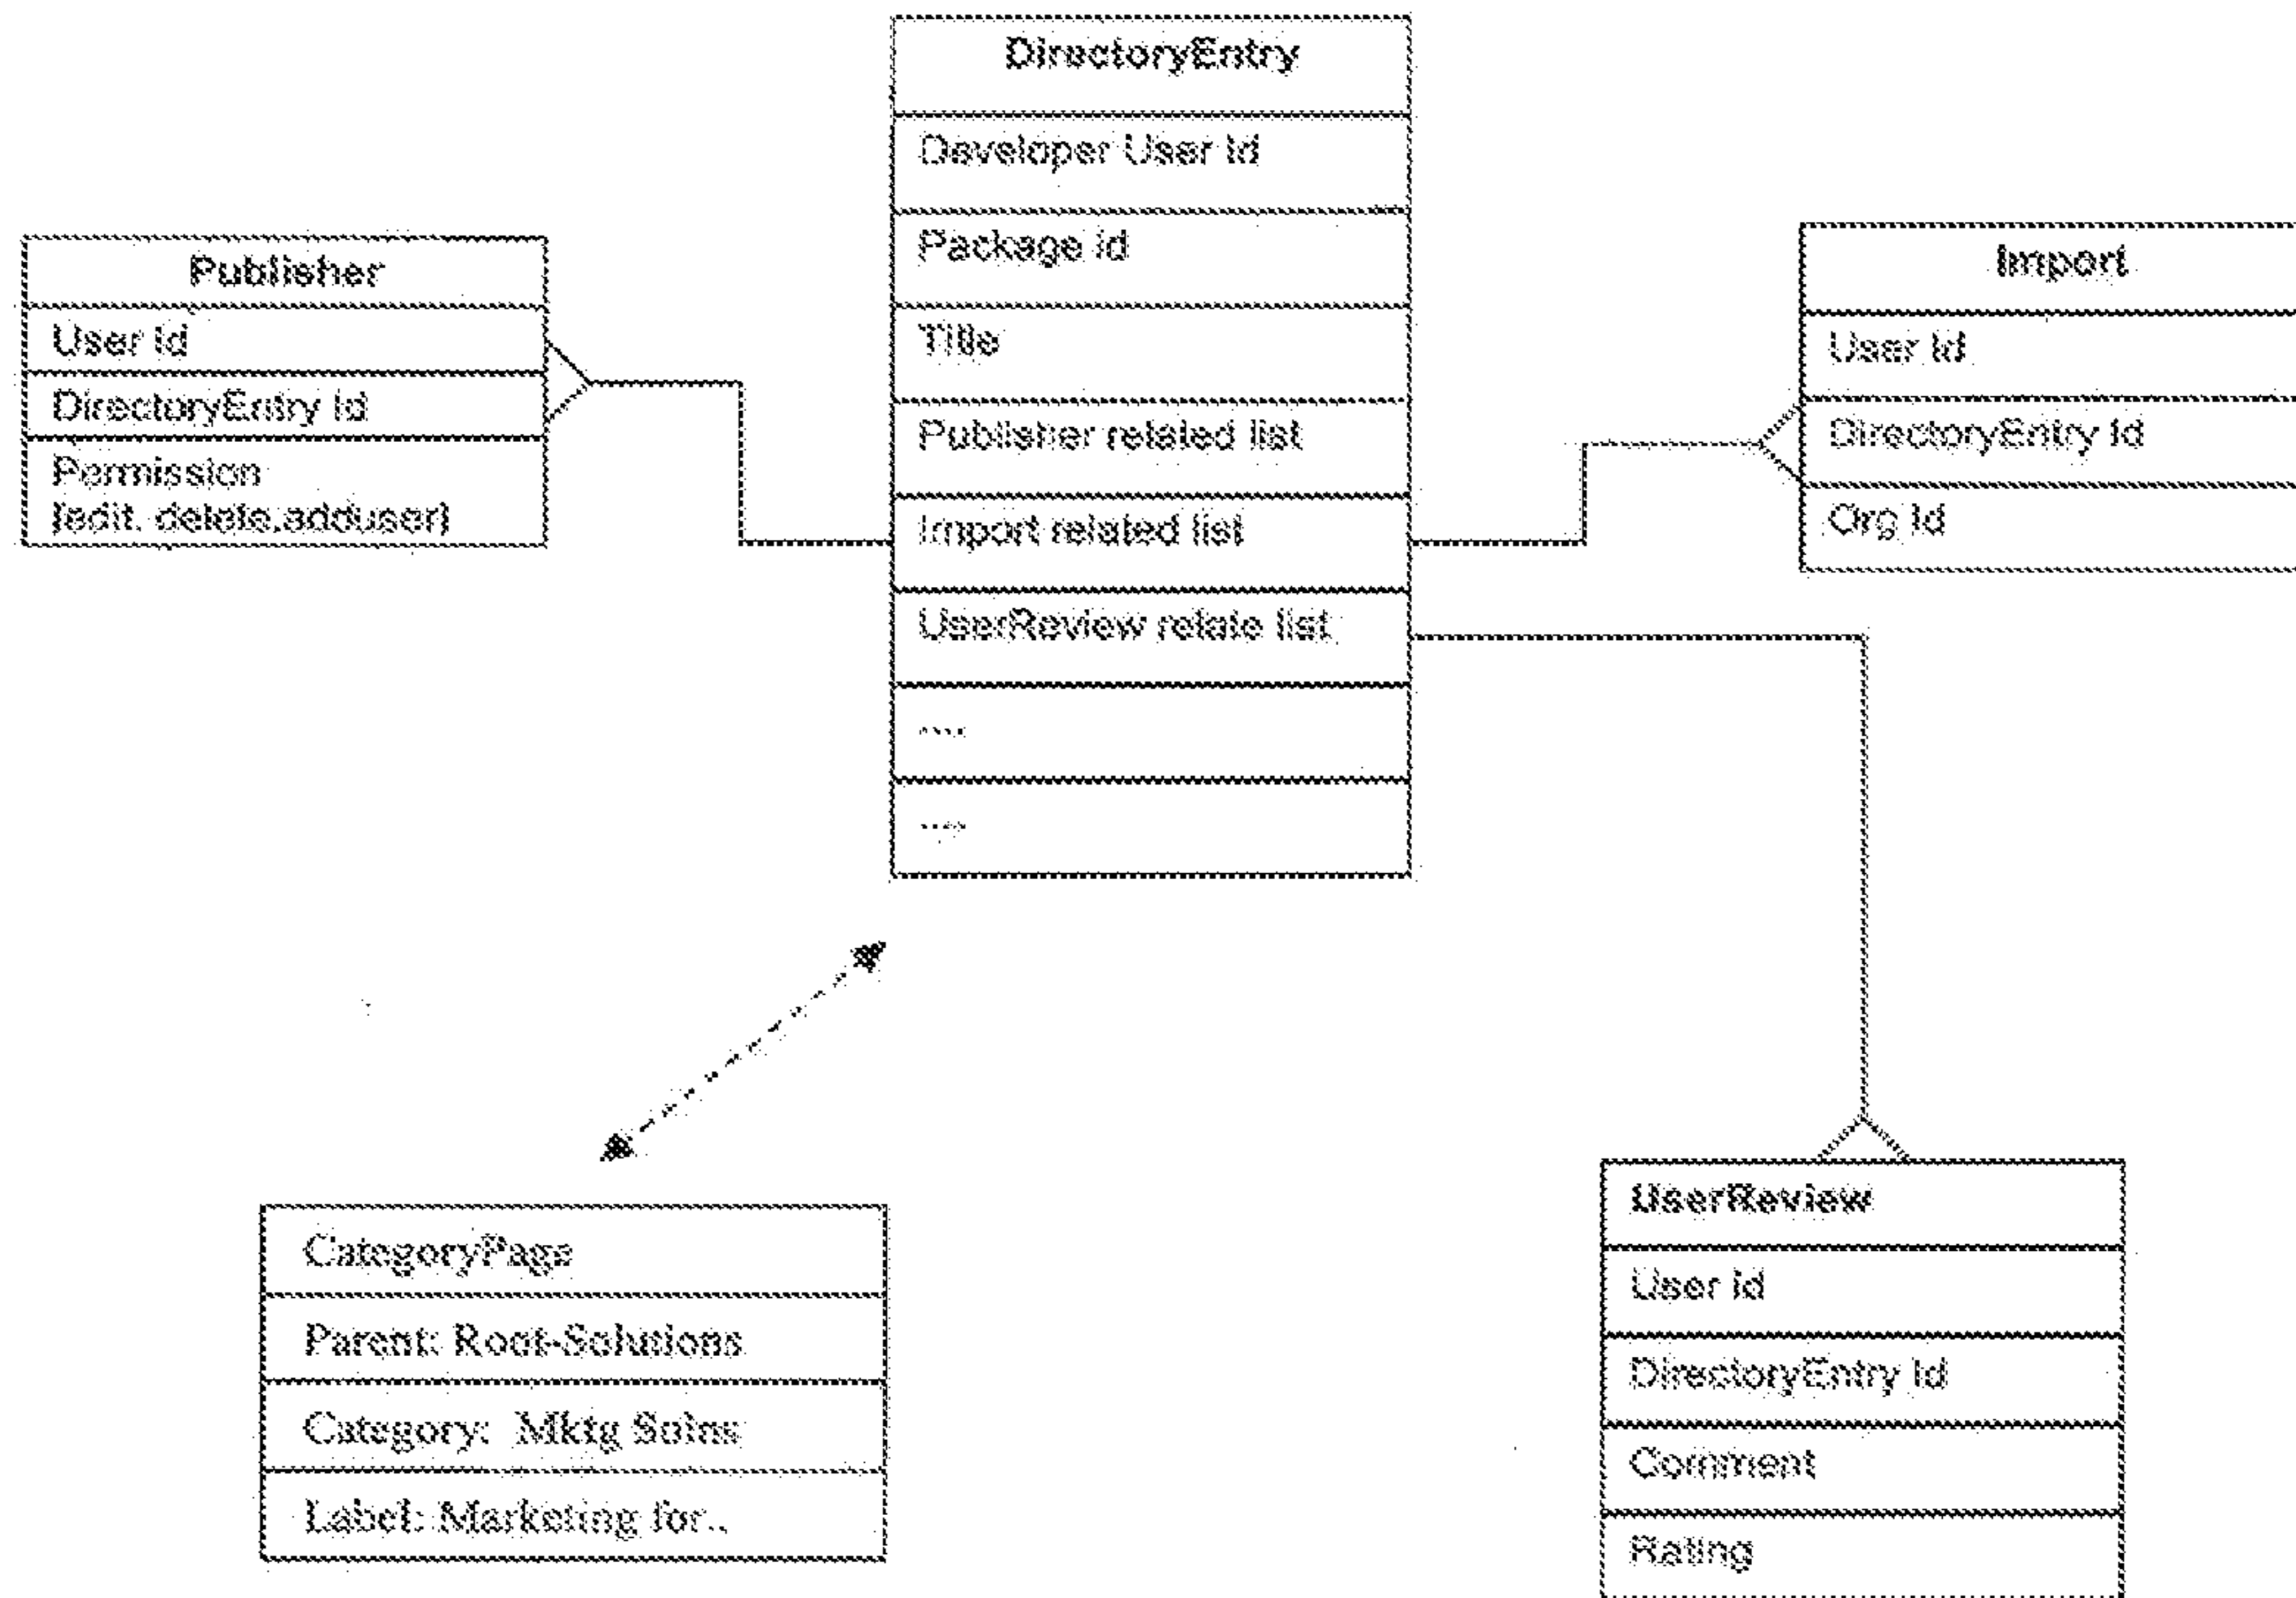 DirectoryEntry
Developer User Id
Package id
Title
Publisher related list
Import related list
UserReview relate list
....
....
Publisher
User Id
DirectoryEntry Id
Permission
[edit, delete,adduser]
Import
User Id
DirectoryEntry Id
Org Id
CategoryPage
Parent: Root-Solutions
Category: Mktg Solns
Label: Marketing for..
UserReview
User id
DirectoryEntry Id
Comment
Rating